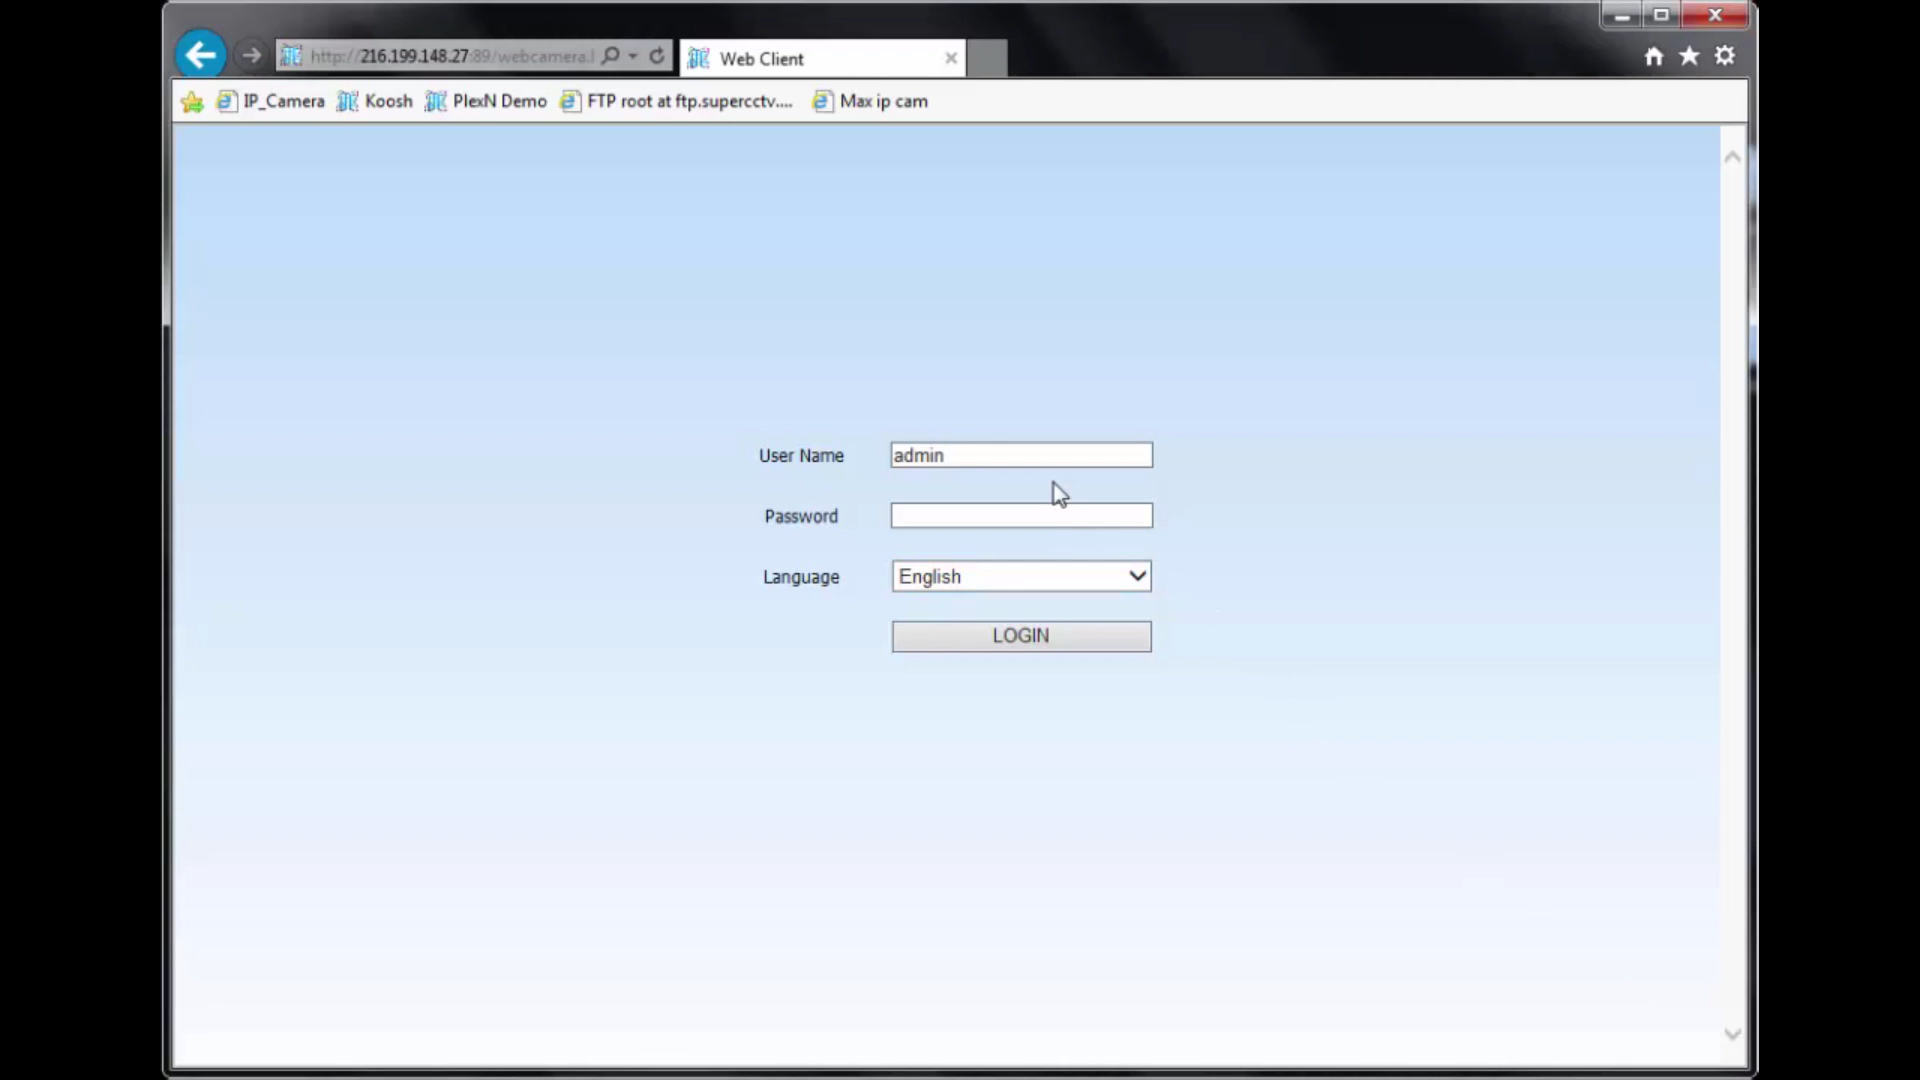 http://216.199.148.27:89/webcamera.l
Web Client
IP_Camera
Koosh
PlexN Demo
FTP root at ftp.supercctv....
Max ip cam
User Name
admin
Password
Language
English
LOGIN